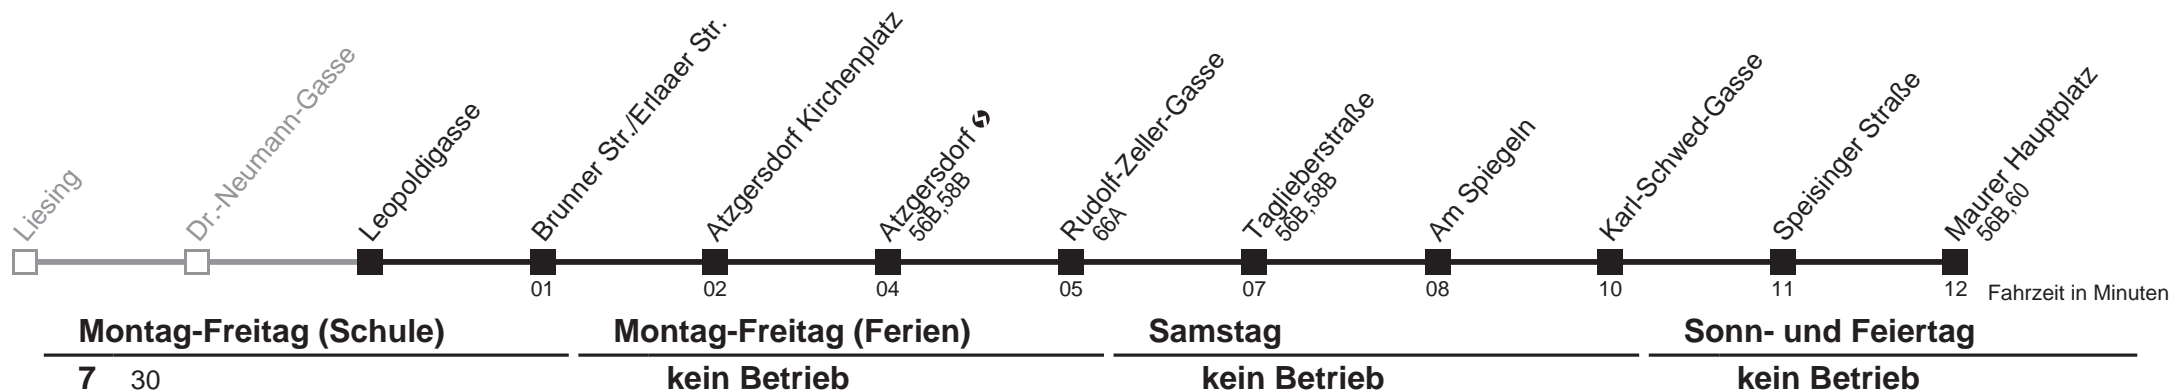 Liesing
Dr.-Neumann-Gasse
Leopoldigasse
Brunner Str./Erlaaer Str.
Atzgersdorf Kirchenplatz
Atzgersdorf
56B,58B
Rudolf-Zeller-Gasse
66A
Taglieberstraße
56B,58B
Am Spiegeln
Karl-Schwed-Gasse
Speisinger Straße
Maurer Hauptplatz
56B,60
01 02 04 05 07 08 10 11 12 Fahrzeit in Minuten
Montag-Freitag (Schule) Montag-Freitag (Ferien) Samstag Sonn- und Feiertag
7 30 kein Betrieb kein Betrieb kein Betrieb